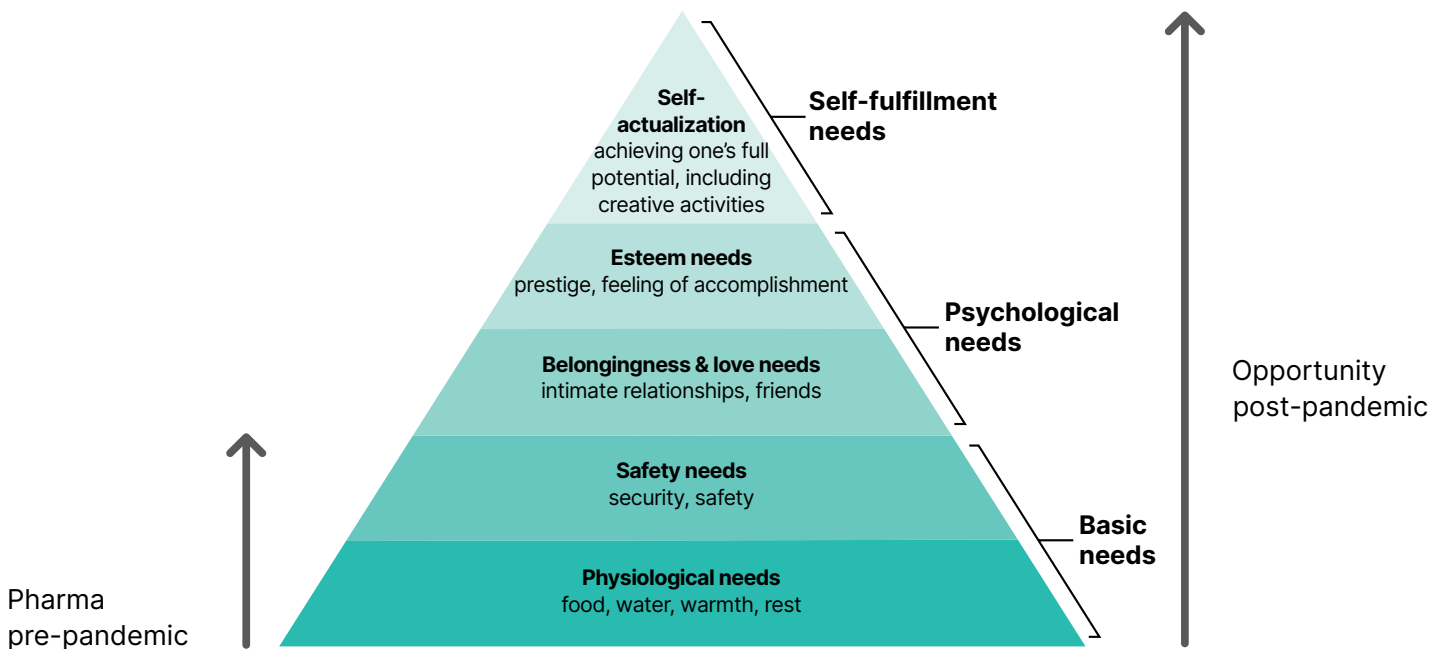 Self-
actualization
achieving one’s full
potential, including
creative activities
Self-fulfillment
needs
Esteem needs
prestige, feeling of accomplishment
Psychological
needs
Belongingness & love needs
intimate relationships, friends
Opportunity
post-pandemic
Safety needs
security, safety
Basic
needs
Physiological needs
food, water, warmth, rest
Pharma
pre-pandemic